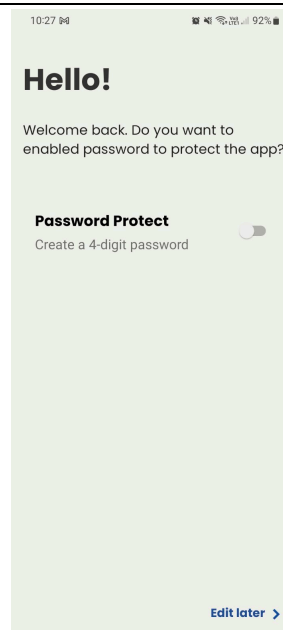 10:27
92%
Hello!
Welcome back. Do you want to
enabled password to protect the app?
Password Protect
Create a 4-digit password
Edit later